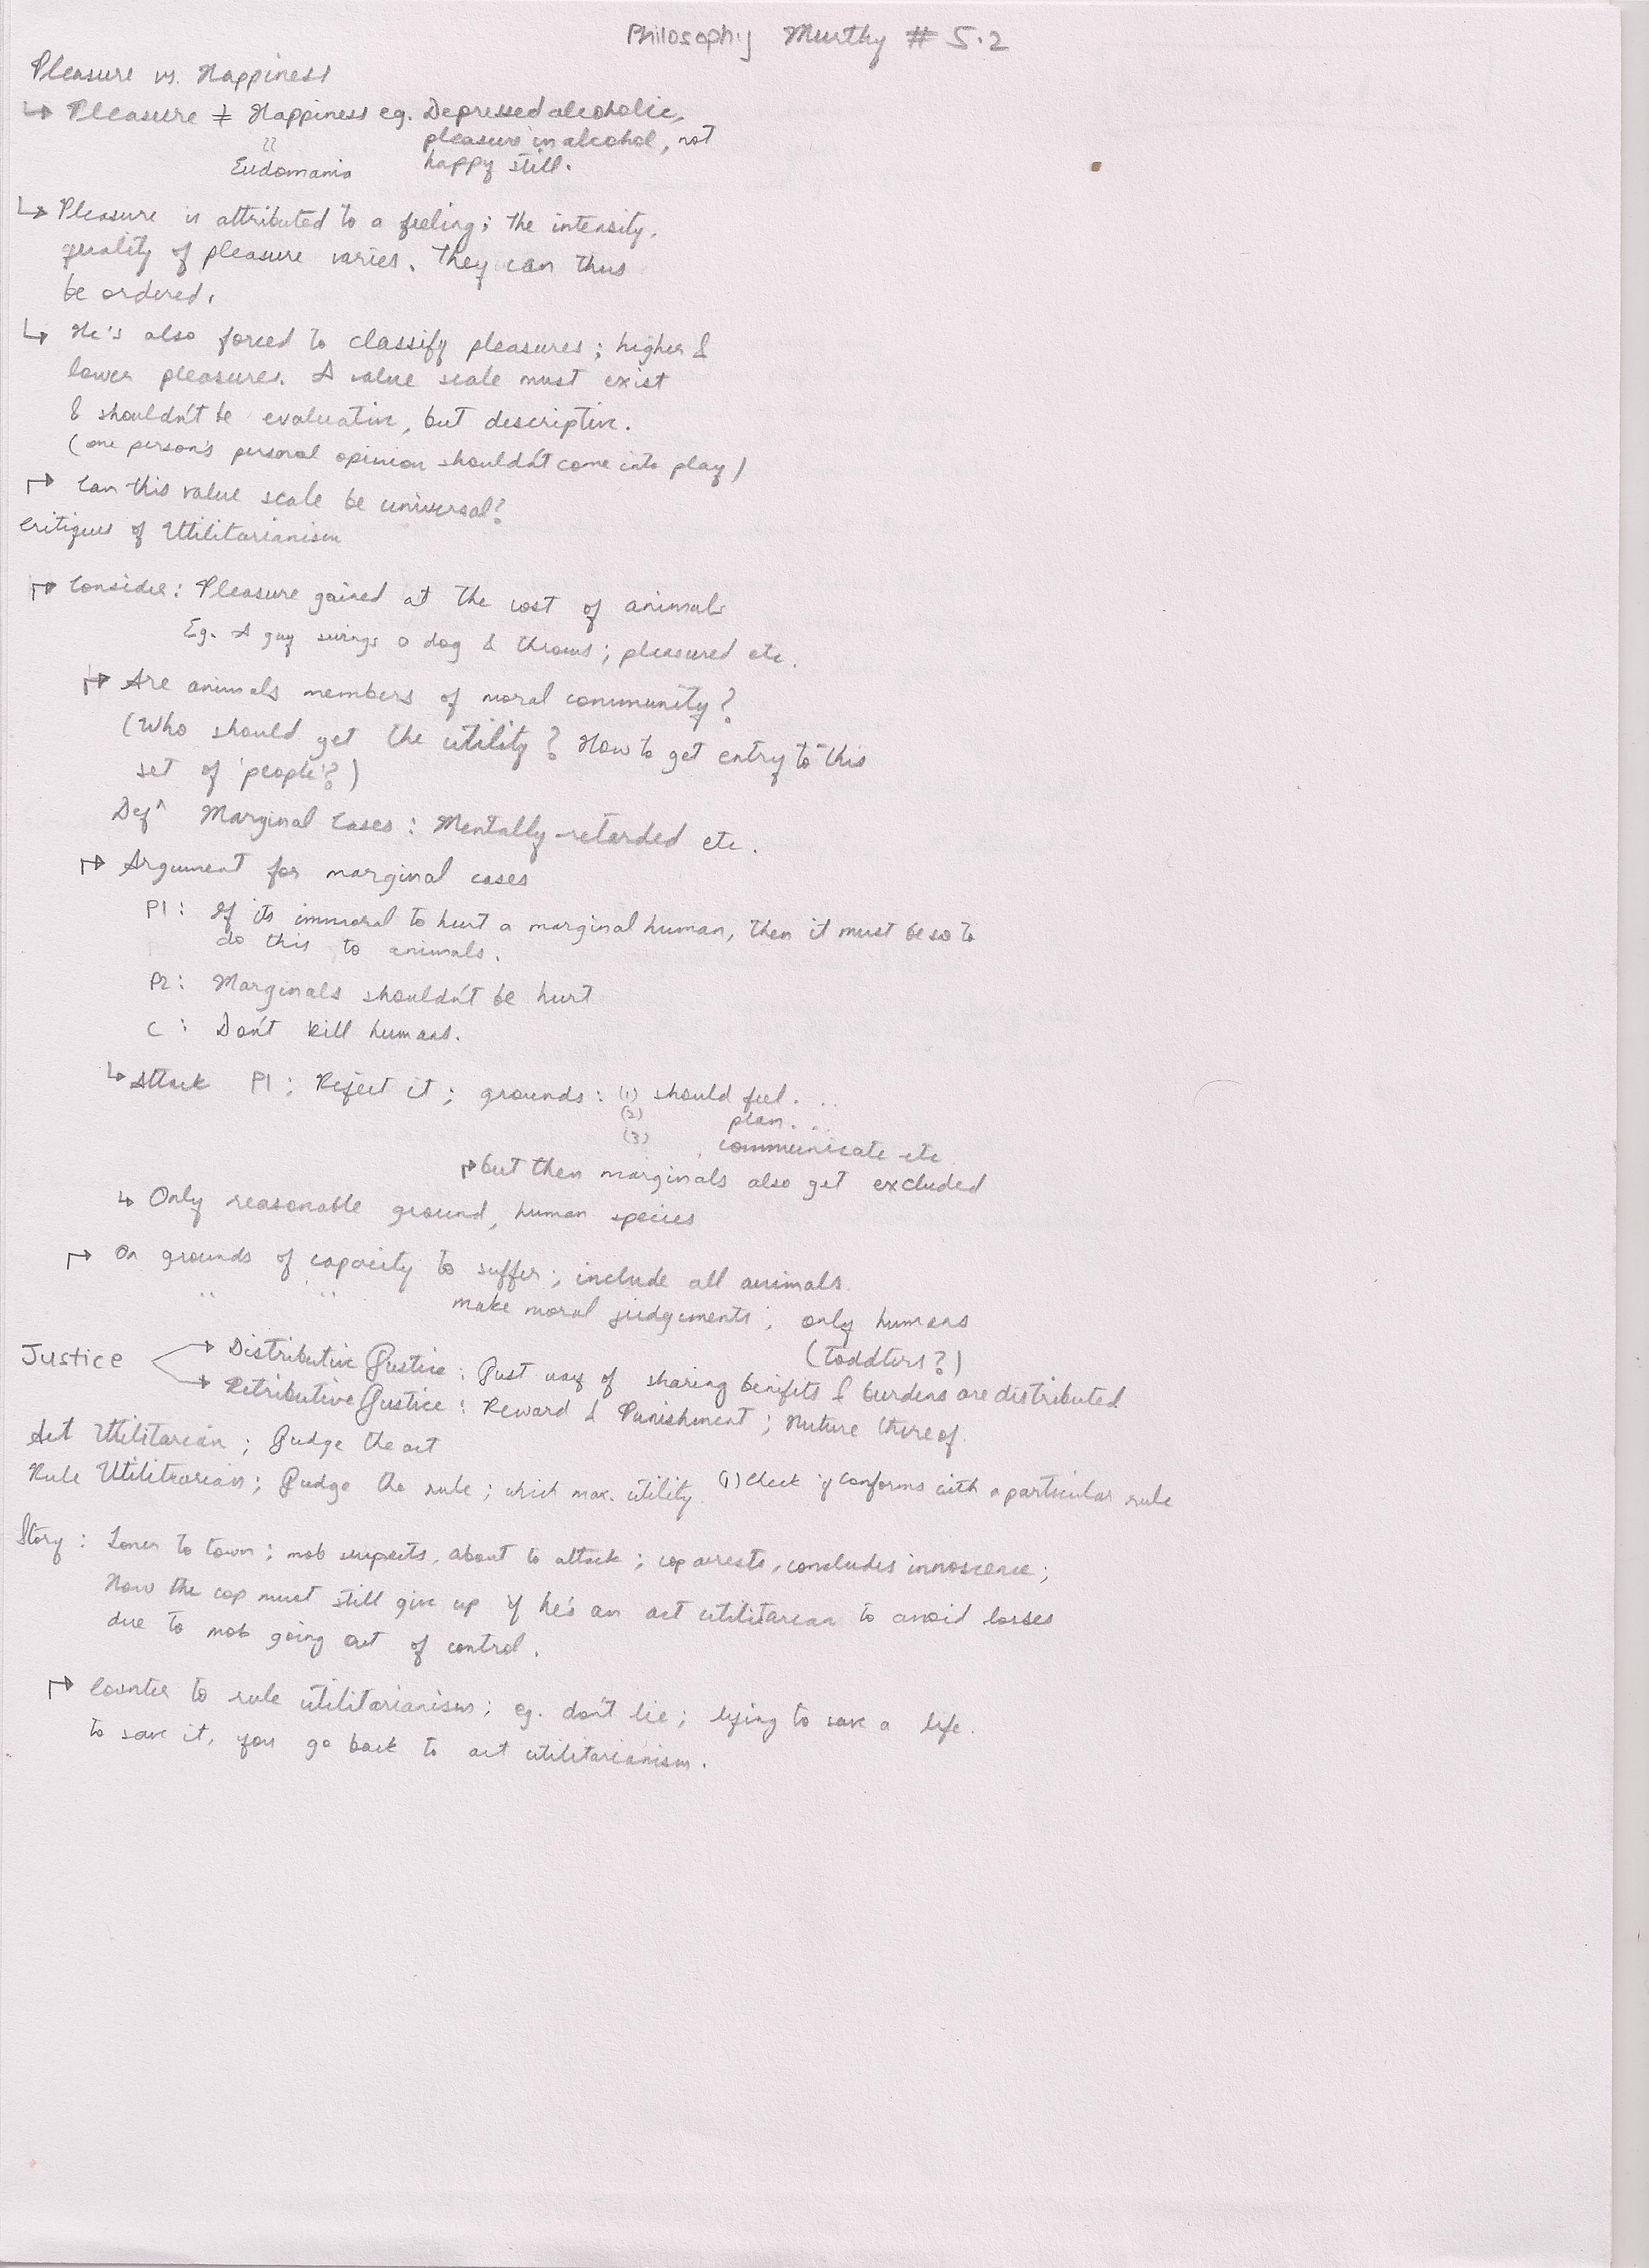 Philosophy Murthy # 5.2
Pleasure vs. Happiness
↳ Pleasure ≠ Happiness eg. Depressed alcoholic,
pleasure in alcohol, not
Eudomania happy still.
↳ Pleasure is attributed to a feeling; the intensity,
quality of pleasure varies. They can thus
be ordered.
↳ He's also forced to classify pleasures; higher &
lower pleasures. A value scale must exist
& shouldn't be evaluative, but descriptive.
(one person's personal opinion shouldn't come into play)
↱ Can this value scale be universal?
Critiques of Utilitarianism
↱ Consider: Pleasure gained at the cost of animals
Eg. A guy swings a dog & throws; pleasured etc.
↱ Are animals members of moral community?
(Who should get the utility? How to get entry to this
set of 'people'?)
Def^ Marginal Cases: Mentally-retarded etc.
↱ Argument for marginal cases
P1: If its immoral to hurt a marginal human, then it must be so to
do this to animals.
P2: Marginals shouldn't be hurt
C: Don't kill humans.
↳ Attack P1; Reject it; grounds: (1) should feel...
(2) plan...
(3) communicate etc
↱ but then marginals also get excluded
↳ Only reasonable ground, human species
↱ On grounds of capacity to suffer; include all animals.
" " make moral judgements; only humans
(toddlers?)
Justice → Distributive Justice: Just way of sharing benifits & burdens are distributed
→ Retributive Justice: Reward & Punishment; Nuture thereof.
Act Utilitarian; Judge the act
Rule Utilitrarian; Judge the rule; which max. utility. (1) Check if conforms with a particular rule
Story: Loner to town; mob suspects, about to attack; cop arrests, concludes innoscence;
Now the cop must still give up if he's an act utilitarian to avoid losses
due to mob going out of control.
↱ Counter to rule utilitarianism; eg. don't lie; lying to save a life.
to save it, you go back to act utilitarianism.